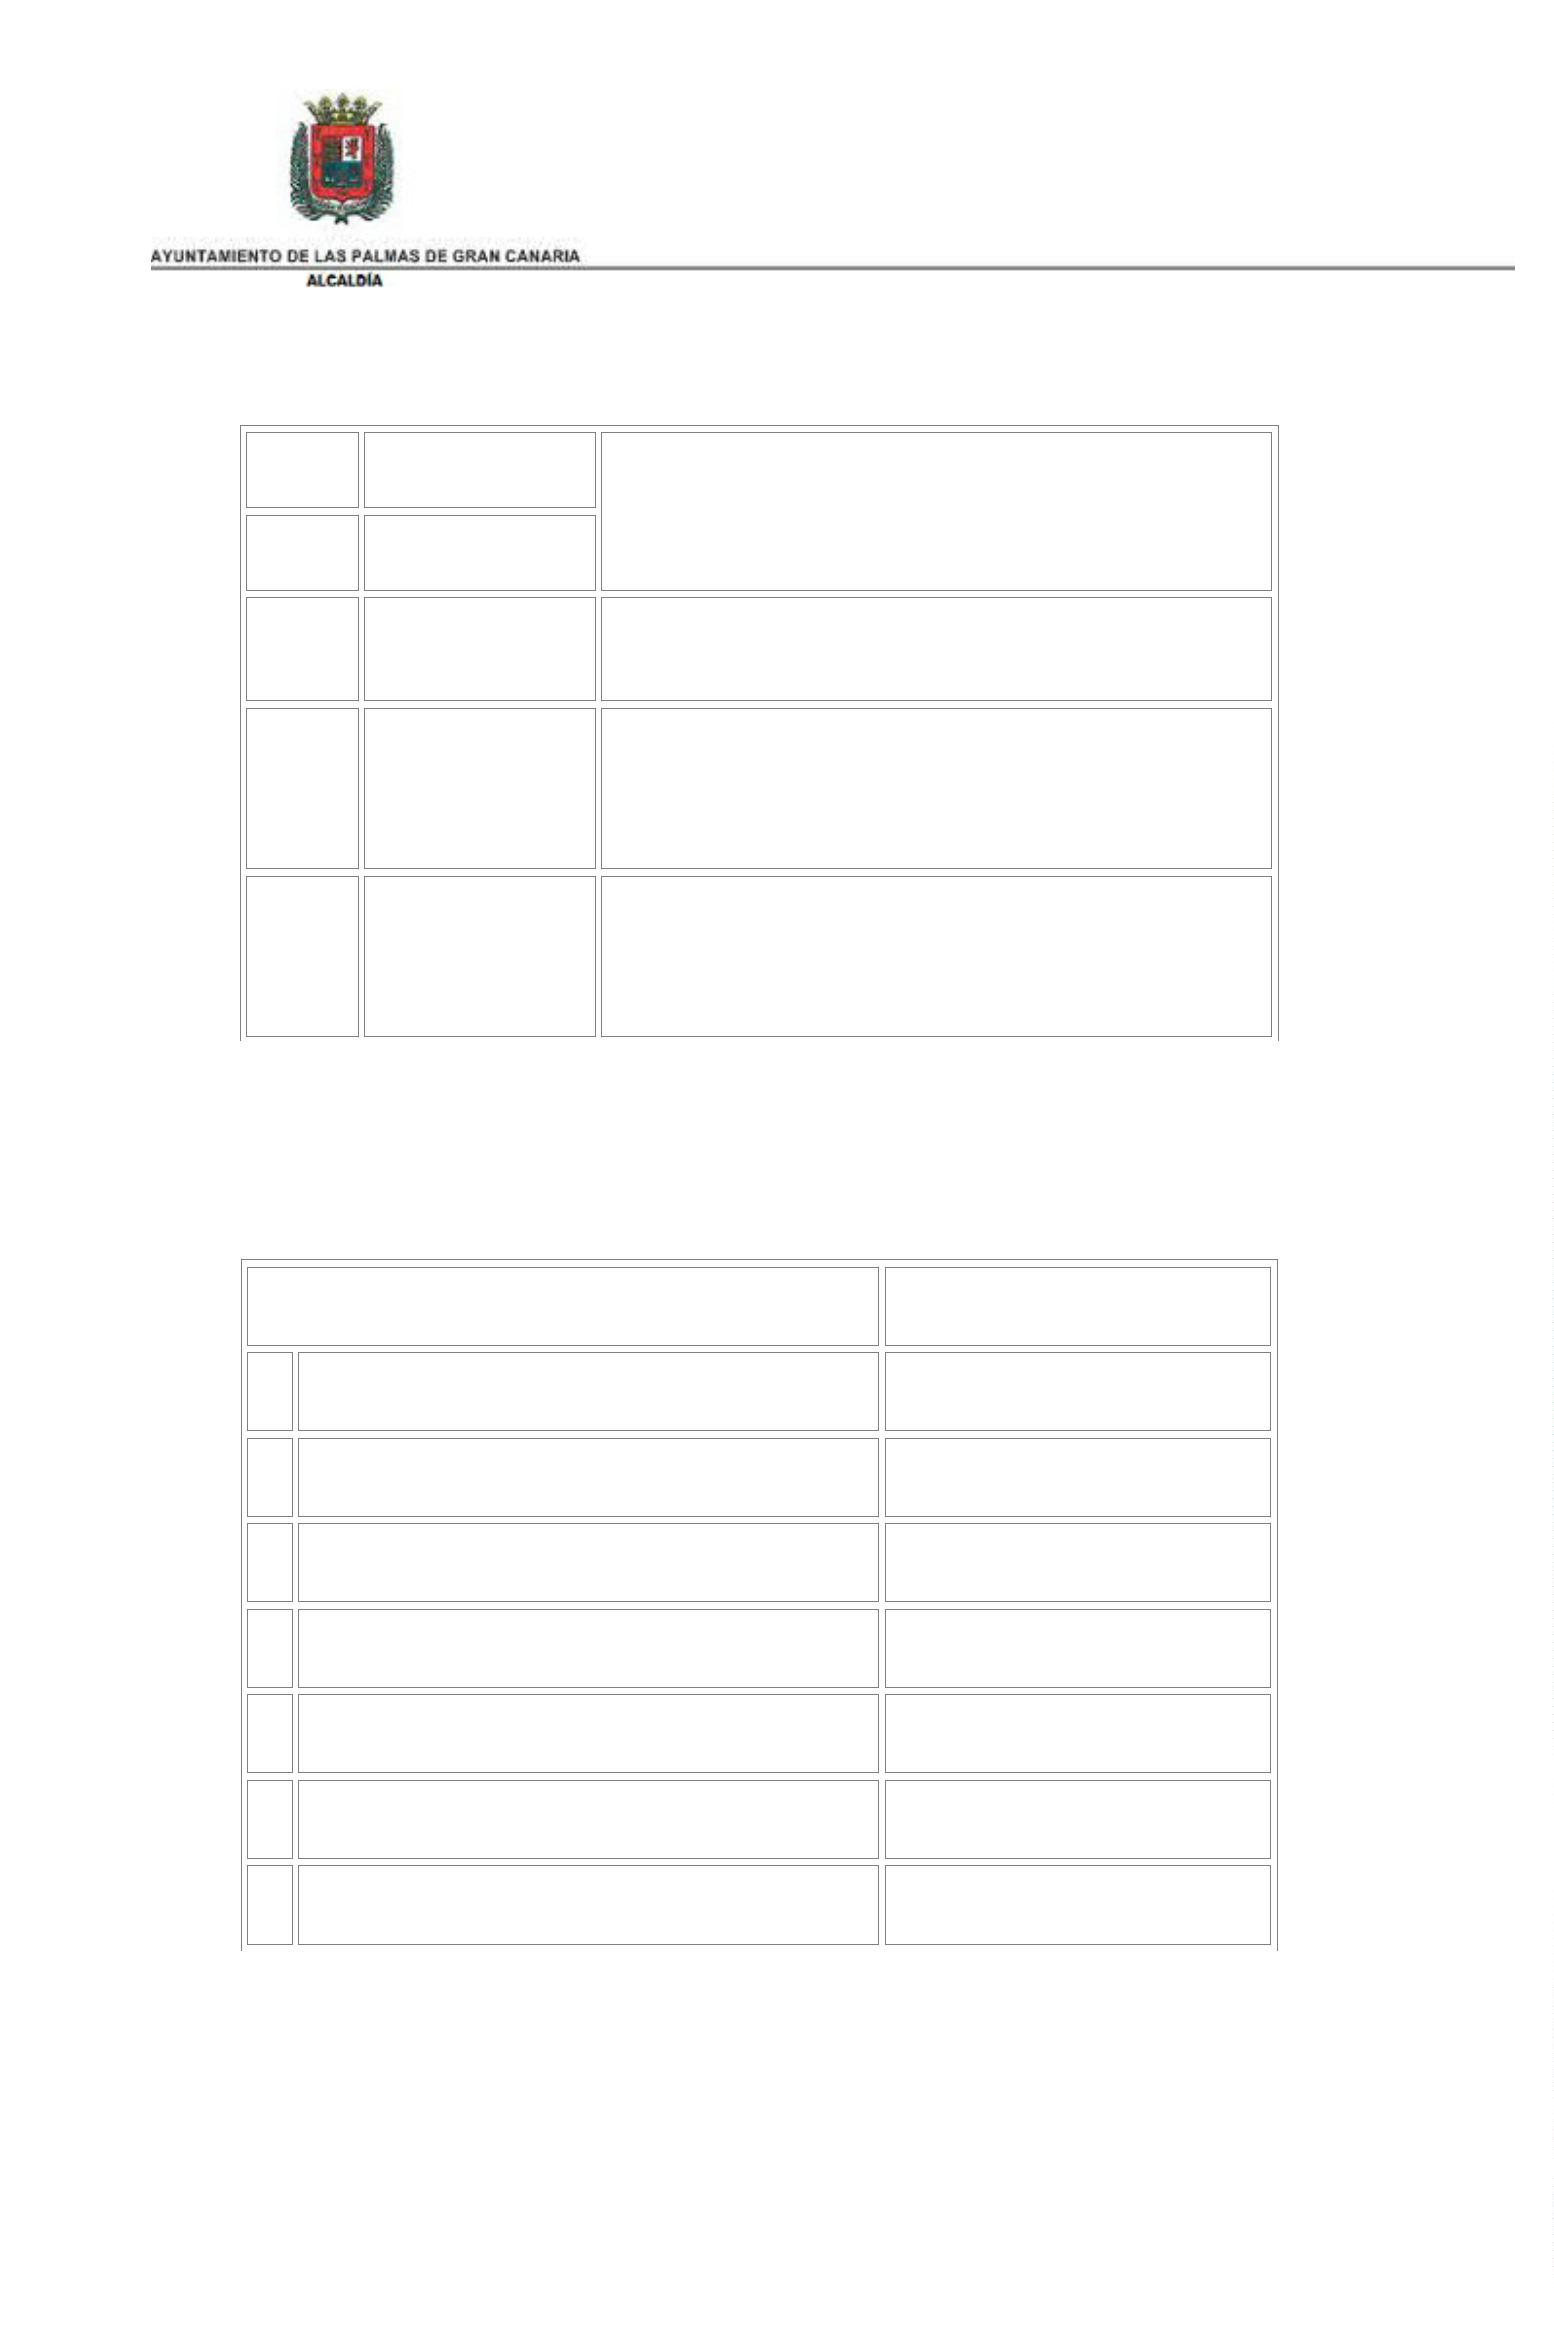 AYUNTAMIENTO DE LAS PALMAS DE GRAN CANARIA
ALCALDÍA